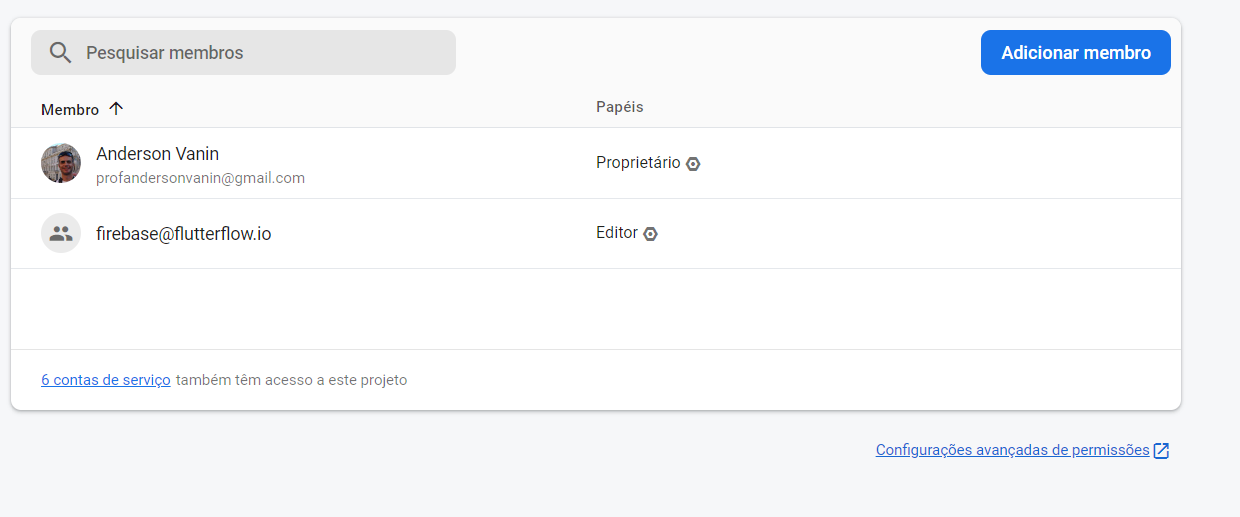 Pesquisar membros
Adicionar membro
Membro
Papéis
Anderson Vanin
profandersonvanin@gmail.com
Proprietário
firebase@flutterflow.io
Editor
6 contas de serviço também têm acesso a este projeto
Configurações avançadas de permissões